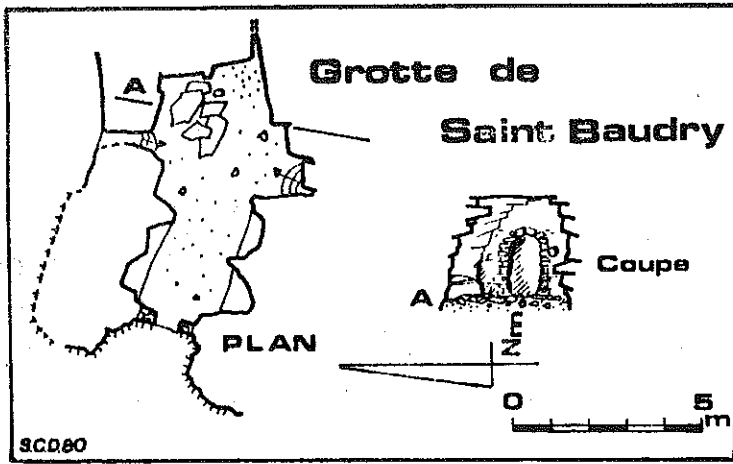 Grotte de
Saint Baudry
A
Coupe
A
PLAN
Nm
0 5
m
S.C.D.80